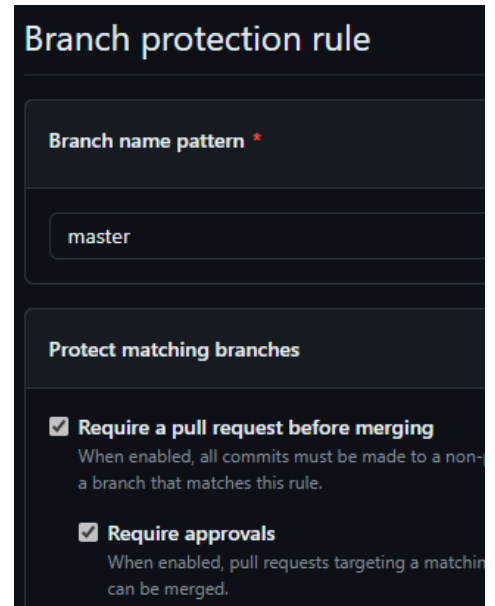 Branch protection rule
Branch name pattern *
master
Protect matching branches
Require a pull request before merging
When enabled, all commits must be made to a non-
a branch that matches this rule.
Require approvals
When enabled, pull requests targeting a matchin
can be merged.